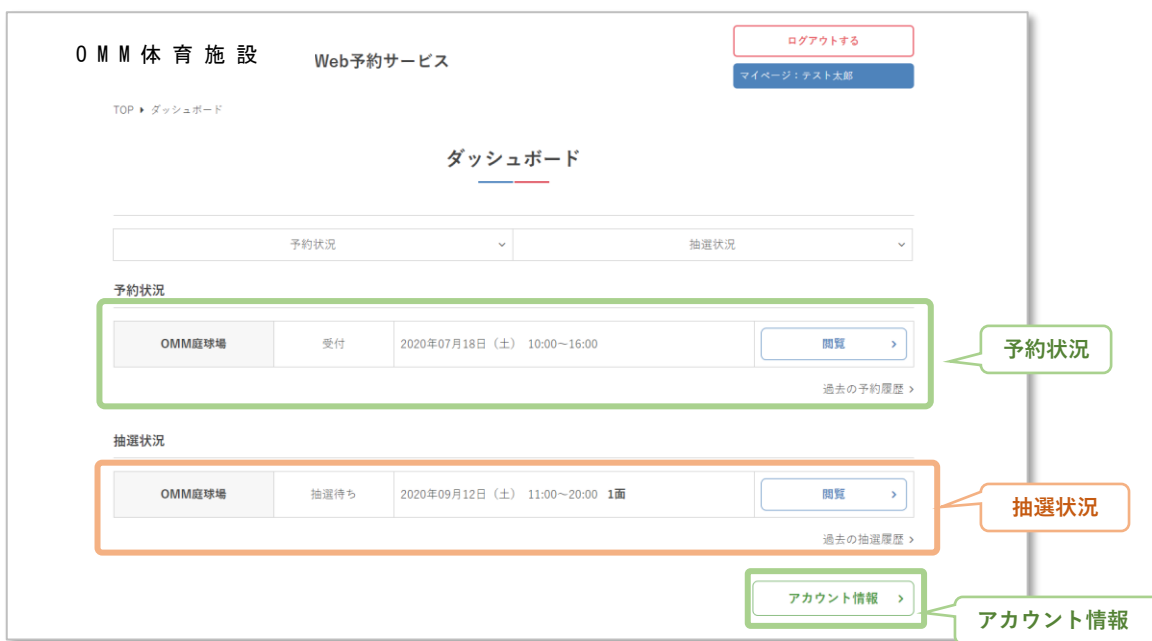 OMM体育施設
Web予約サービス
ログアウトする
マイページ：テスト太郎
TOP ▶ ダッシュボード
ダッシュボード
予約状況
抽選状況
予約状況
OMM庭球場 受付 2020年07月18日（土） 10:00～16:00 閲覧
過去の予約履歴
予約状況
抽選状況
OMM庭球場 抽選待ち 2020年09月12日（土） 11:00～20:00 1面 閲覧
過去の抽選履歴
抽選状況
アカウント情報
アカウント情報